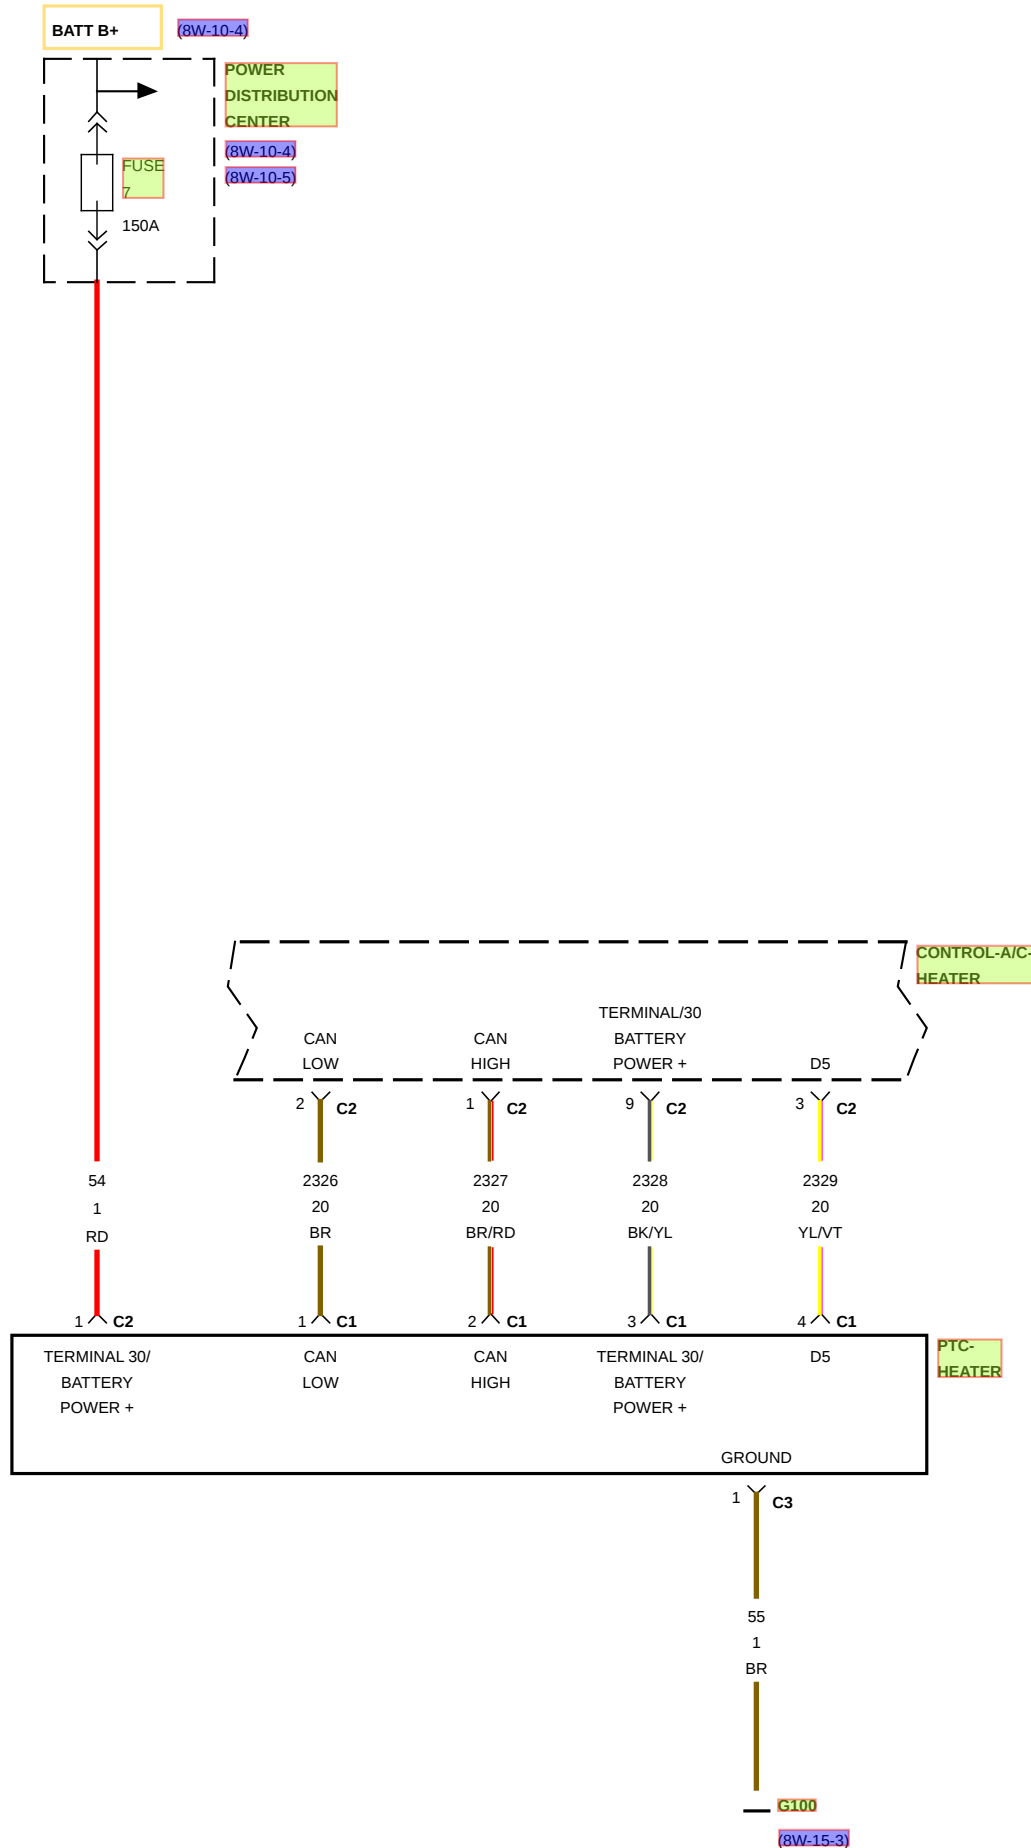 BATT B+
(8W-10-4)
POWER
DISTRIBUTION
CENTER
(8W-10-4)
(8W-10-5)
FUSE
7
150A
CONTROL-A/C-
HEATER
TERMINAL/30
CAN CAN BATTERY
LOW HIGH POWER + D5
2 C2 1 C2 9 C2 3 C2
54 2326 2327 2328 2329
1 20 20 20 20
RD BR BR/RD BK/YL YL/VT
1 C2 1 C1 2 C1 3 C1 4 C1
PTC-
HEATER
TERMINAL 30/ CAN CAN TERMINAL 30/ D5
BATTERY LOW HIGH BATTERY
POWER + POWER +
GROUND
1 C3
55
1
BR
G100
(8W-15-3)